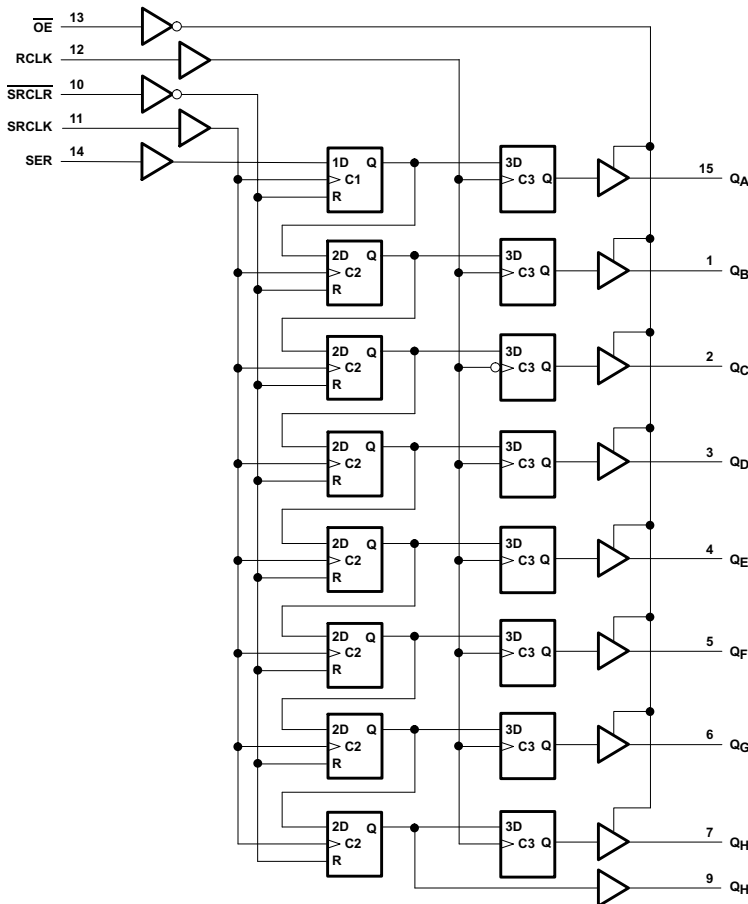 OE 13
RCLK 12
SRCLR 10
SRCLK 11
SER 14
1D Q 3D
C1 C3 Q 15 QA
R
2D Q 3D
C2 C3 Q 1 QB
R
2D Q 3D
C2 C3 Q 2 QC
R
2D Q 3D
C2 C3 Q 3 QD
R
2D Q 3D
C2 C3 Q 4 QE
R
2D Q 3D
C2 C3 Q 5 QF
R
2D Q 3D
C2 C3 Q 6 QG
R
2D Q 3D
C2 C3 Q 7 QH
R
9 QH